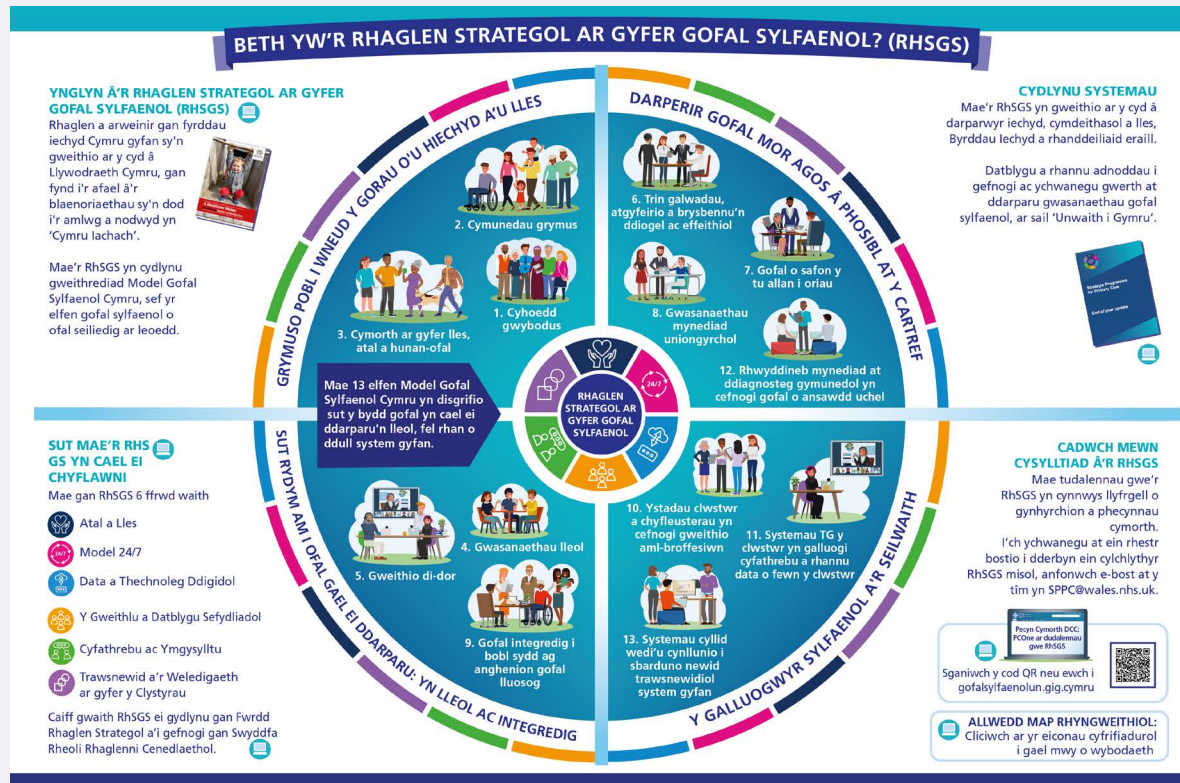 BETH YW'R RHAGLEN STRATEGOL AR GYFER GOFAL SYLFAENOL? (RHSGS)
YNGLYN Â'R RHAGLEN STRATEGOL AR GYFER
GOFAL SYLFAENOL (RHSGS)
Rhaglen a arweinir gan fyrddau
iechyd Cymru gyfan sy'n
gweithio ar y cyd â
Llywodraeth Cymru, gan
fynd i'r afael â'r
blaenoriaethau sy'n dod
i'r amlwg a nodwyd yn
'Cymru Iachach'.
Mae'r RhSGS yn cydlynu
gweithrediad Model Gofal
Sylfaenol Cymru, sef yr
elfen gofal sylfaenol o
ofal seiliedig ar leoedd.
GRYMUSO POBL I WNEUD Y GORAU O'U HIECHYD A'U LLES
2. Cymunedau grymus
1. Cyhoedd
gwybodus
3. Cymorth ar gyfer lles,
atal a hunan-ofal
Mae 13 elfen Model Gofal
Sylfaenol Cymru yn disgrifio
sut y bydd gofal yn cael ei
ddarparu'n lleol, fel rhan o
ddull system gyfan.
DARPERIR GOFAL MOR AGOS Â PHOSIBL AT Y CARTREF
6. Trin galwadau,
atgyfeirio a brysbennu'n
ddiogel ac effeithiol
7. Gofal o safon y
tu allan i oriau
8. Gwasanaethau
mynediad
uniongyrchol
12. Rhwyddineb mynediad at
ddiagnosteg gymunedol yn
cefnogi gofal o ansawdd uchel
24/7
RHAGLEN
STRATEGOL AR
GYFER GOFAL
SYLFAENOL
CYDLYNU SYSTEMAU
Mae'r RhSGS yn gweithio ar y cyd â
darparwyr iechyd, cymdeithasol a lles,
Byrddau Iechyd a rhanddeiliaid eraill.
Datblygu a rhannu adnoddau i
gefnogi ac ychwanegu gwerth at
ddarparu gwasanaethau gofal
sylfaenol, ar sail 'Unwaith i Gymru'.
Strategic Programme
for Primary Care
End of year update
SUT MAE'R RHS
GS YN CAEL EI
CHYFLAWNI
Mae gan RhSGS 6 ffrwd waith
Atal a Lles
24/7
Model 24/7
Data a Thechnoleg Ddigidol
Y Gweithlu a Datblygu Sefydliadol
Cyfathrebu ac Ymgysylltu
Trawsnewid a'r Weledigaeth
ar gyfer y Clystyrau
Caiff gwaith RhSGS ei gydlynu gan Fwrdd
Rhaglen Strategol a'i gefnogi gan Swyddfa
Rheoli Rhaglenni Cenedlaethol.
SUT RYDYM AM I OFAL GAEL EI DDARPARU: YN LLEOL AC INTEGREDIG
4. Gwasanaethau lleol
5. Gweithio di-dor
9. Gofal integredig i
bobl sydd ag
anghenion gofal
lluosog
Y GALLUOGWYR SYLFAENOL A'R SEILWAITH
10. Ystadau clwstwr
a chyfleusterau yn
cefnogi gweithio
aml-broffesiwn
11. Systemau TG y
clwstwr yn galluogi
cyfathrebu a rhannu
data o fewn y clwstwr
13. Systemau cyllid
wedi'u cynllunio i
sbarduno newid
trawsnewidiol
system gyfan
CADWCH MEWN
CYSYLLTIAD Â'R RHSGS
Mae tudalennau gwe'r
RhSGS yn cynnwys llyfrgell o
gynhyrchion a phecynnau
cymorth.
I'ch ychwanegu at ein rhestr
bostio i dderbyn ein cylchlythyr
RhSGS misol, anfonwch e-bost at y
tîm yn SPPC@wales.nhs.uk.
Pecyn Cymorth DCC:
PCOne ar dudalennau
gwe RhSGS
Sganiwch y cod QR neu ewch i
gofalsylfaenolun.gig.cymru
ALLWEDD MAP RHYNGWEITHIOL:
Cliciwch ar yr eiconau cyfrifiadurol
i gael mwy o wybodaeth